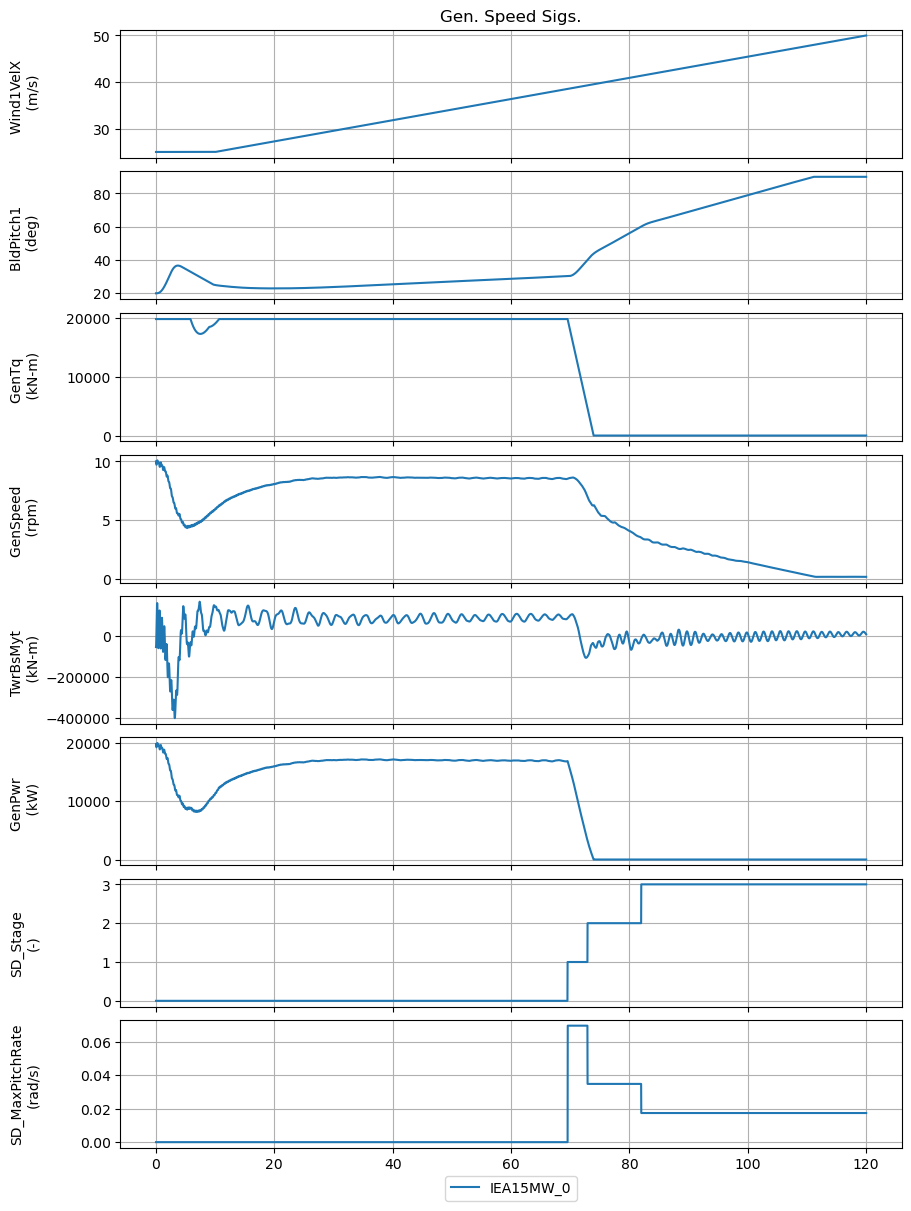 Gen. Speed Sigs.
Wind1VelX
(m/s)
50
40
30
BldPitch1
(deg)
80
60
40
20
GenTq
(kN-m)
20000
10000
0
GenSpeed
(rpm)
10
5
0
TwrBsMyt
(kN-m)
0
−200000
−400000
GenPwr
(kW)
20000
10000
0
SD_Stage
(-)
3
2
1
0
SD_MaxPitchRate
(rad/s)
0.06
0.04
0.02
0.00
0 20 40 60 80 100 120
IEA15MW_0